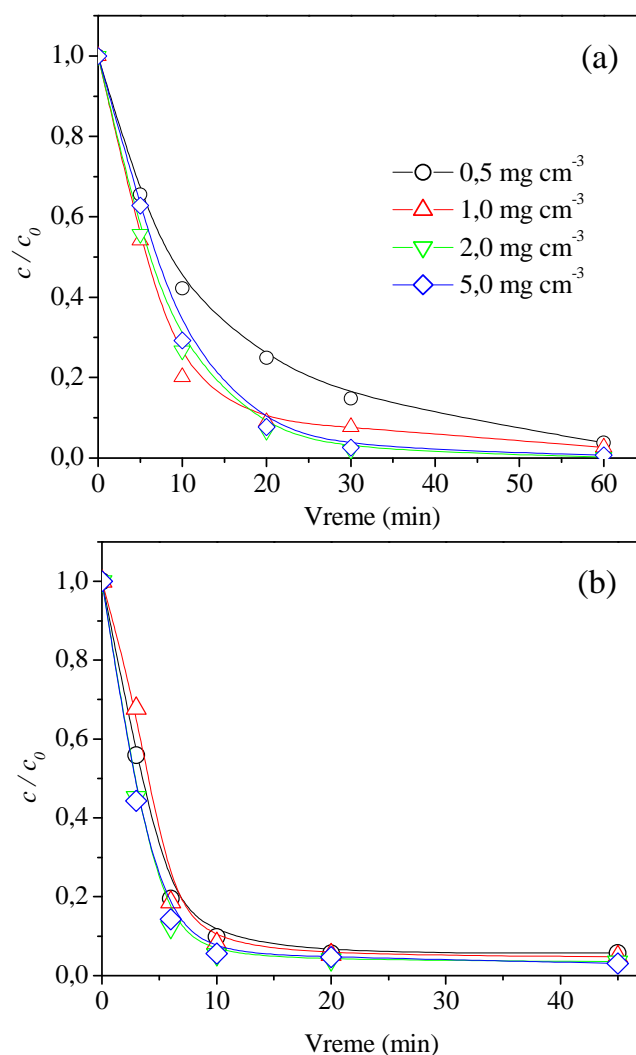 (a)
1,0
0,8
0,6
0,4
0,2
0,0
c / c₀
0,5 mg cm⁻³
1,0 mg cm⁻³
2,0 mg cm⁻³
5,0 mg cm⁻³
0 10 20 30 40 50 60
Vreme (min)
(b)
1,0
0,8
0,6
0,4
0,2
0,0
c / c₀
0 10 20 30 40
Vreme (min)